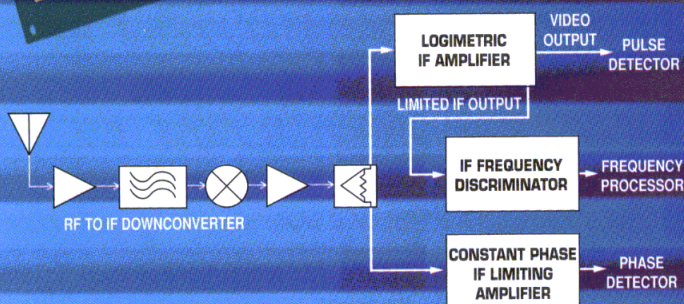 LOGIMETRIC
IF AMPLIFIER
VIDEO
OUTPUT
PULSE
DETECTOR
LIMITED IF OUTPUT
IF FREQUENCY
DISCRIMINATOR
FREQUENCY
PROCESSOR
RF TO IF DOWNCONVERTER
CONSTANT PHASE
IF LIMITING
AMPLIFIER
PHASE
DETECTOR